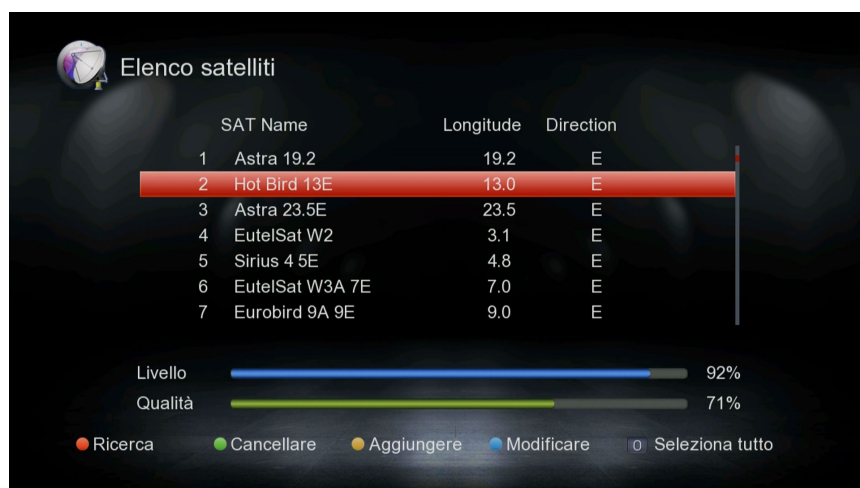 Elenco satelliti
SAT Name Longitude Direction
1 Astra 19.2 19.2 E
2 Hot Bird 13E 13.0 E
3 Astra 23.5E 23.5 E
4 EutelSat W2 3.1 E
5 Sirius 4 5E 4.8 E
6 EutelSat W3A 7E 7.0 E
7 Eurobird 9A 9E 9.0 E
Livello 92%
Qualità 71%
Ricerca Cancellare Aggiungere Modificare 0 Seleziona tutto